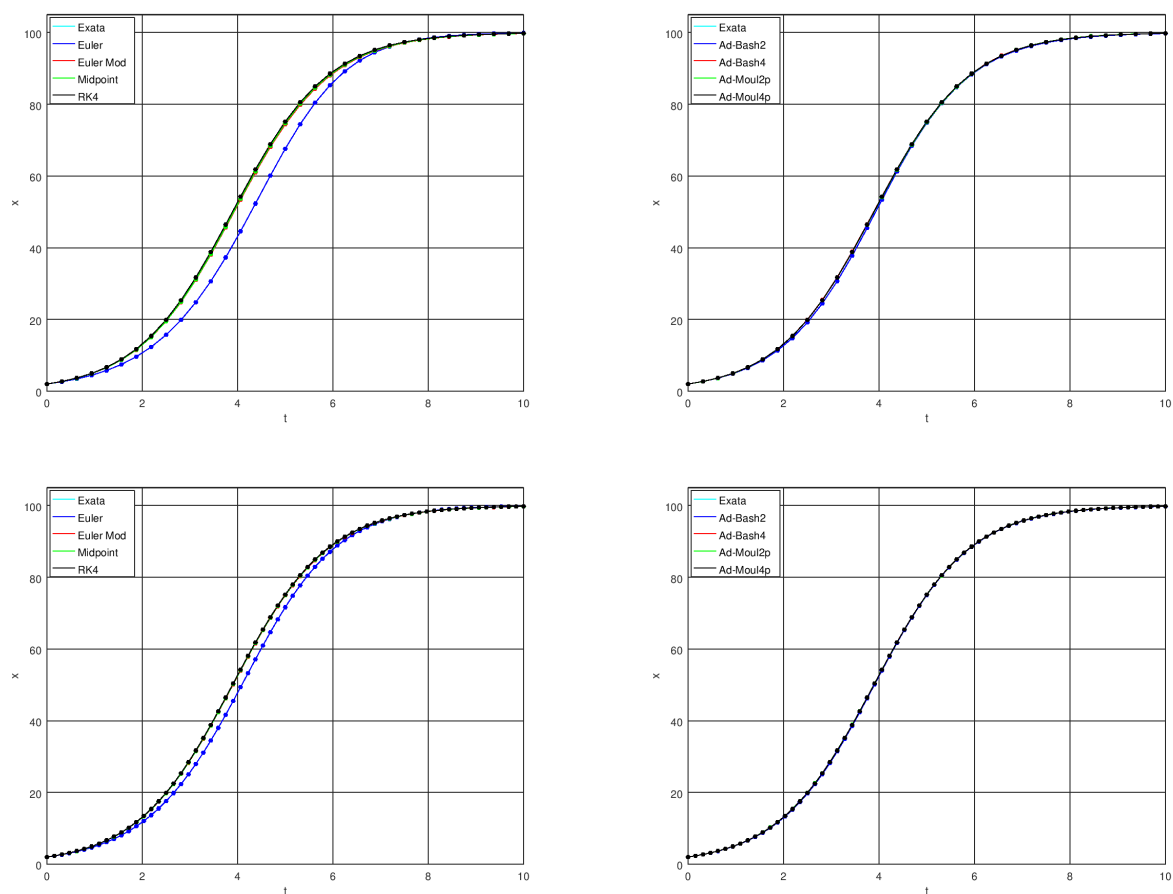 100
80
60
40
20
0
x
Exata
Euler
Euler Mod
Midpoint
RK4
0 2 4 6 8 10
t
100
80
60
40
20
0
x
Exata
Ad-Bash2
Ad-Bash4
Ad-Moul2p
Ad-Moul4p
0 2 4 6 8 10
t
100
80
60
40
20
0
x
Exata
Euler
Euler Mod
Midpoint
RK4
0 2 4 6 8 10
t
100
80
60
40
20
0
x
Exata
Ad-Bash2
Ad-Bash4
Ad-Moul2p
Ad-Moul4p
0 2 4 6 8 10
t